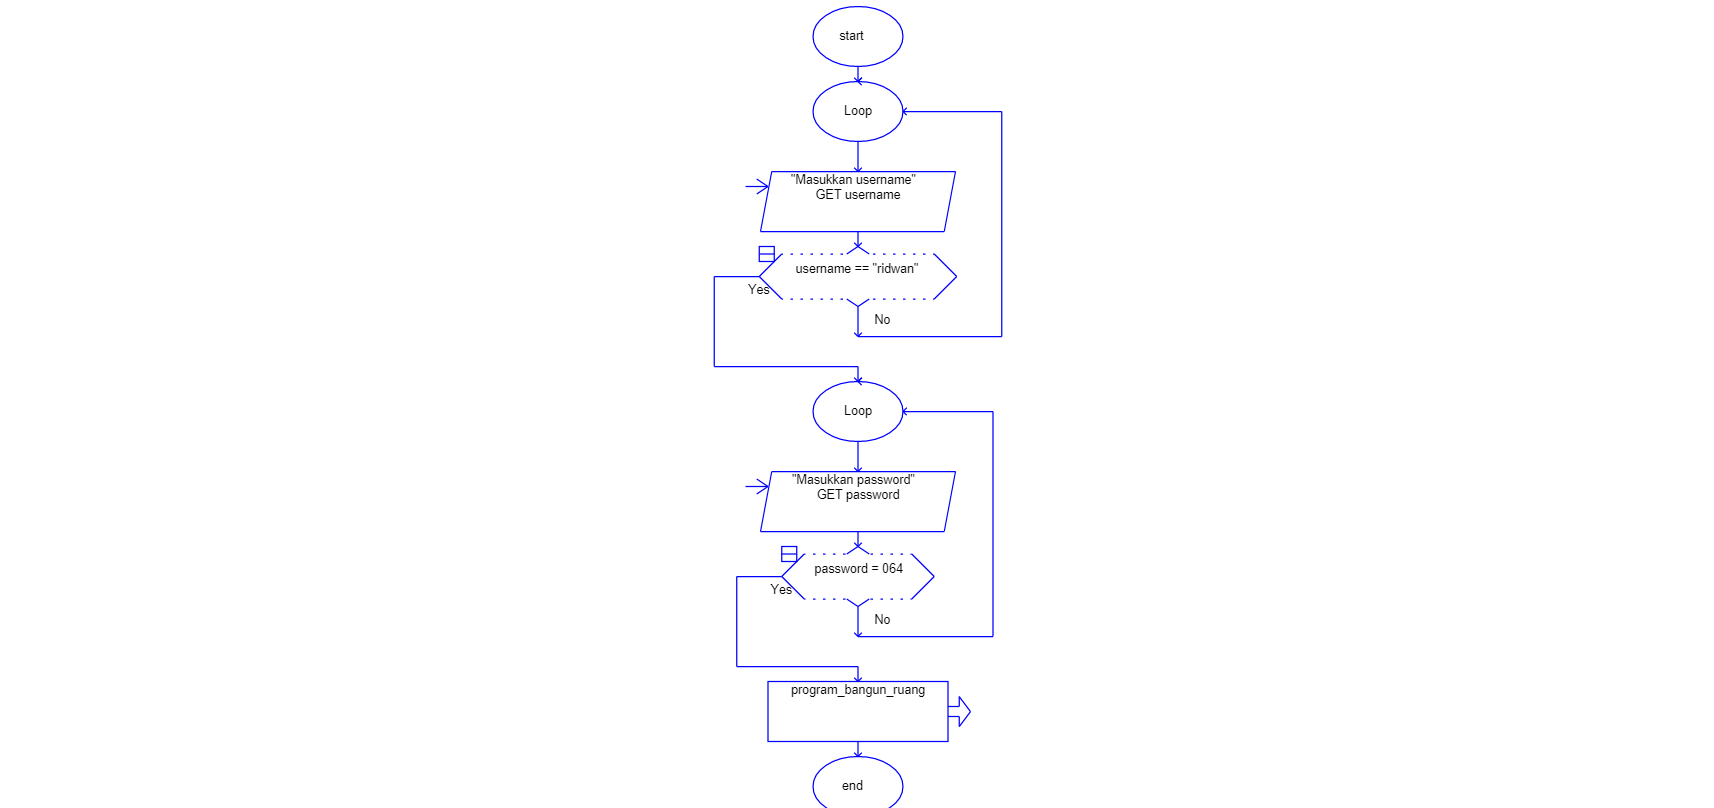 start
Loop
"Masukkan username"
GET username
username == "ridwan"
Yes
No
Loop
"Masukkan password"
GET password
password = 064
Yes
No
program_bangun_ruang
end